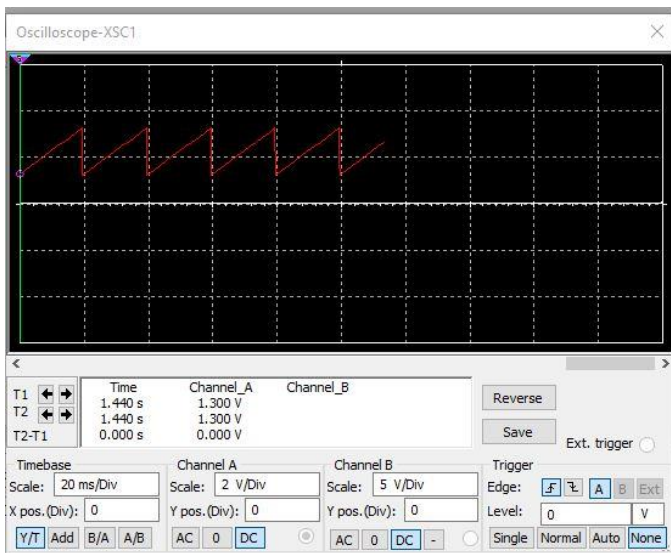 Oscilloscope-XSC1
T1
T2
T2-T1
Time Channel_A Channel_B
1.440 s 1.300 V
1.440 s 1.300 V
0.000 s 0.000 V
Reverse
Save
Ext. trigger
Timebase
Scale: 20 ms/Div
X pos.(Div): 0
Y/T Add B/A A/B
Channel A
Scale: 2 V/Div
Y pos.(Div): 0
AC 0 DC
Channel B
Scale: 5 V/Div
Y pos.(Div): 0
AC 0 DC -
Trigger
Edge: A B Ext
Level: 0 V
Single Normal Auto None